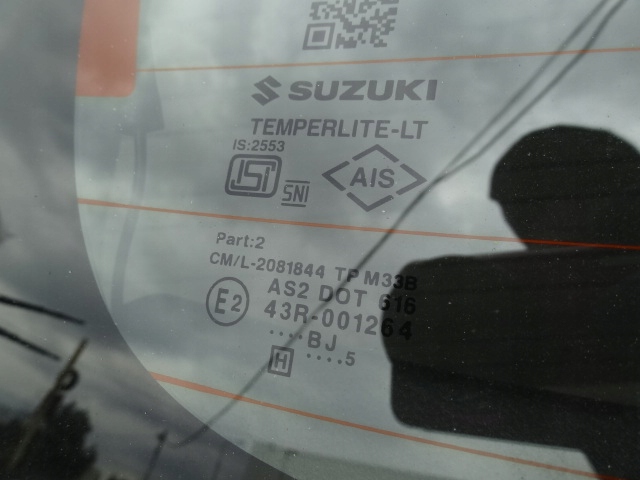 SUZUKI
TEMPERLITE-LT
IS:2553
ISI
SNI
AIS
Part:2
CM/L-2081844 TP M33B
E2
AS2 DOT 616
43R-001264
....BJ
H
....5